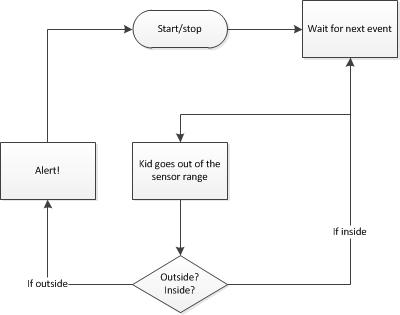 Start/stop
Wait for next event
Alert!
Kid goes out of the
sensor range
If inside
If outside
Outside?
Inside?